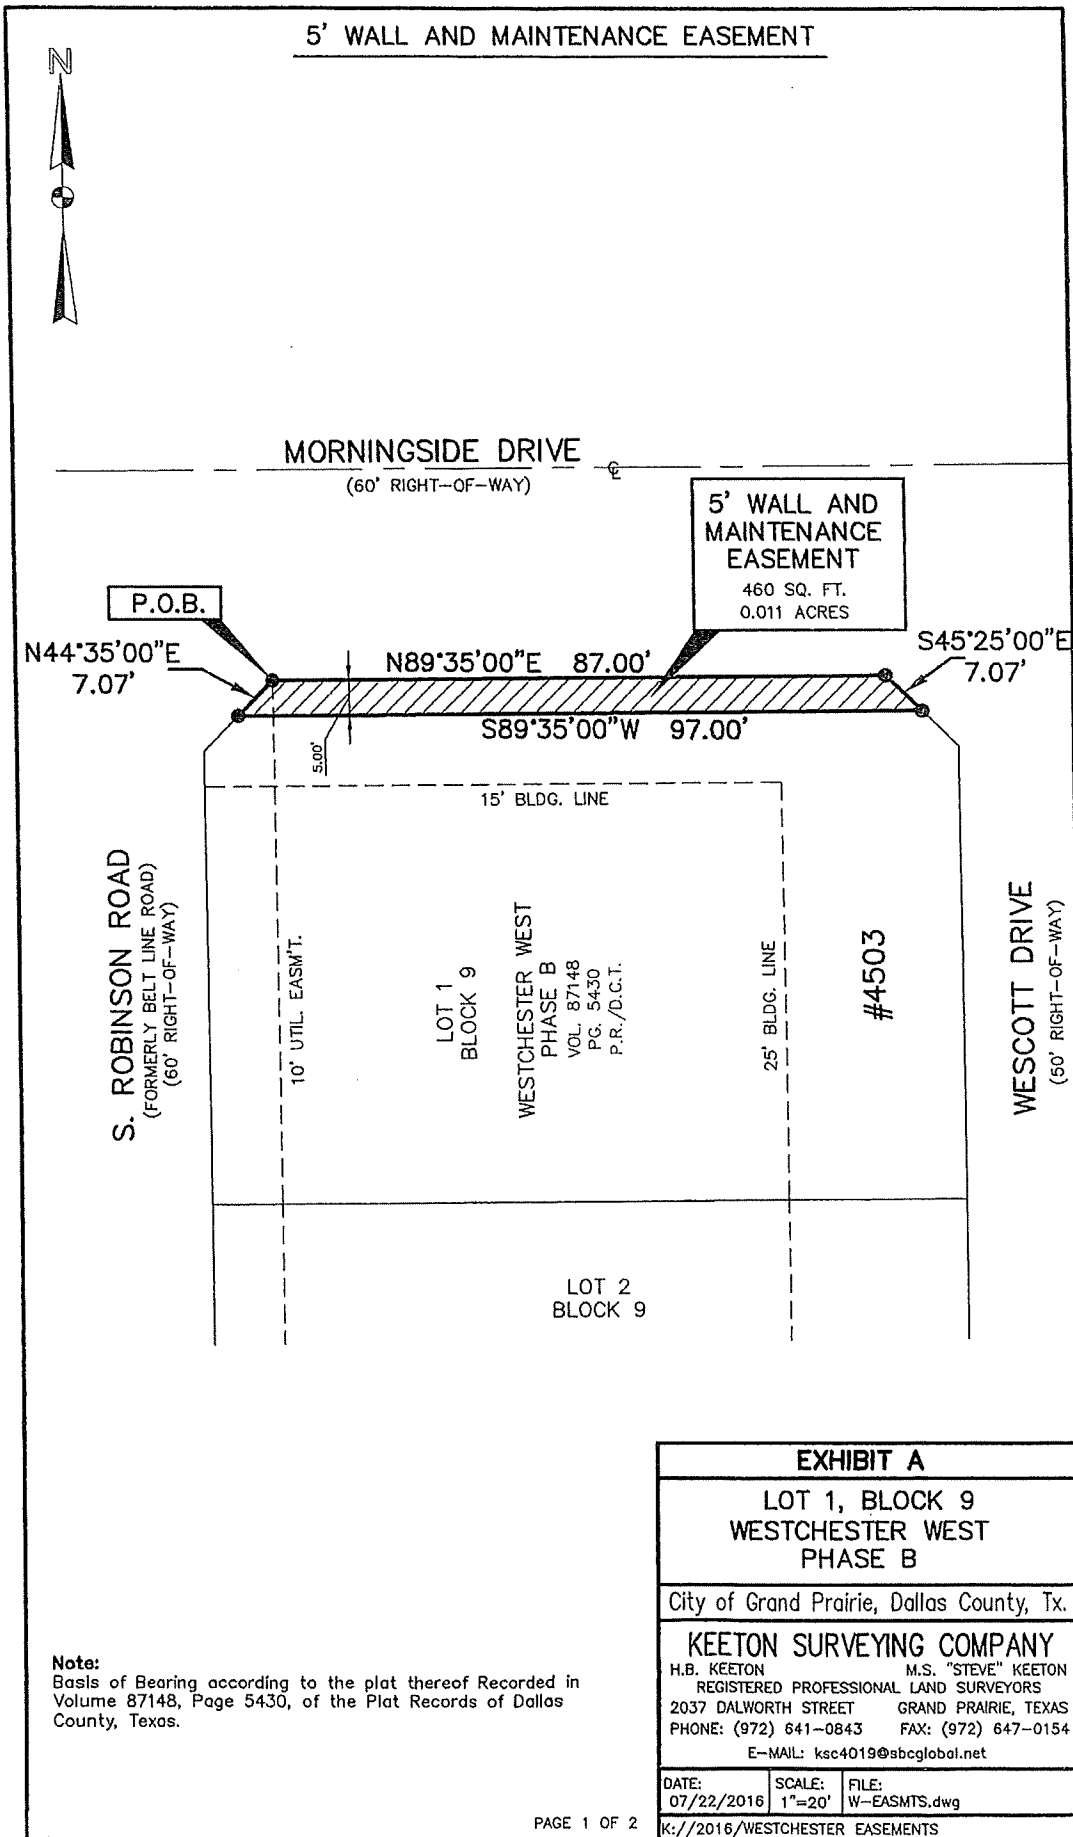 5' WALL AND MAINTENANCE EASEMENT
N
MORNINGSIDE DRIVE
(60' RIGHT-OF-WAY)
℄
5' WALL AND
MAINTENANCE
EASEMENT
460 SQ. FT.
0.011 ACRES
P.O.B.
N44°35'00"E
7.07'
N89°35'00"E 87.00'
S45°25'00"E
7.07'
S89°35'00"W 97.00'
5.00'
15' BLDG. LINE
S. ROBINSON ROAD
(FORMERLY BELT LINE ROAD)
(60' RIGHT-OF-WAY)
10' UTIL. EASM'T.
LOT 1
BLOCK 9
WESTCHESTER WEST
PHASE B
VOL. 87148
PG. 5430
P.R./D.C.T.
25' BLDG. LINE
#4503
WESCOTT DRIVE
(50' RIGHT-OF-WAY)
LOT 2
BLOCK 9
EXHIBIT A
LOT 1, BLOCK 9
WESTCHESTER WEST
PHASE B
City of Grand Prairie, Dallas County, Tx.
KEETON SURVEYING COMPANY
H.B. KEETON M.S. "STEVE" KEETON
REGISTERED PROFESSIONAL LAND SURVEYORS
2037 DALWORTH STREET GRAND PRAIRIE, TEXAS
PHONE: (972) 641-0843 FAX: (972) 647-0154
E-MAIL: ksc4019@sbcglobal.net
DATE: SCALE: FILE:
07/22/2016 1"=20' W-EASMTS.dwg
K://2016/WESTCHESTER EASEMENTS
Note:
Basis of Bearing according to the plat thereof Recorded in
Volume 87148, Page 5430, of the Plat Records of Dallas
County, Texas.
PAGE 1 OF 2